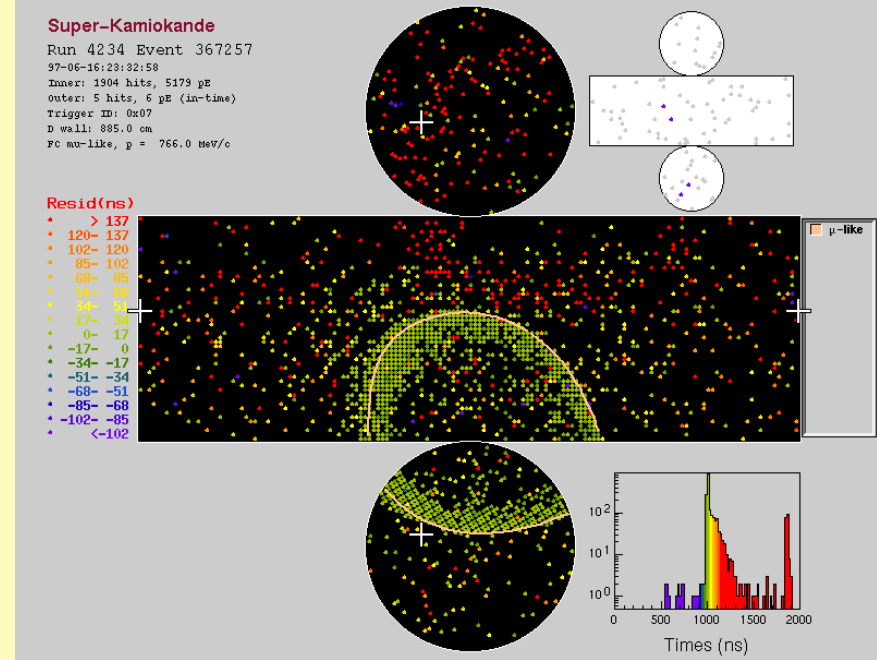 Super-Kamiokande
Run 4234 Event 367257
97-06-16:23:32:58
Inner: 1904 hits, 5179 pE
Outer: 5 hits, 6 pE (in-time)
Trigger ID: 0x07
D wall: 885.0 cm
FC mu-like, p = 766.0 MeV/c
Resid(ns)
> 137
120- 137
102- 120
85- 102
68- 85
51- 68
34- 51
17- 34
0- 17
-17- 0
-34- -17
-51- -34
-68- -51
-85- -68
-102- -85
<-102
μ-like
10²
10¹
10⁰
0 500 1000 1500 2000
Times (ns)